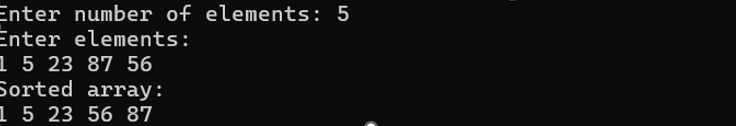 Enter number of elements: 5
Enter elements:
1 5 23 87 56
Sorted array:
1 5 23 56 87